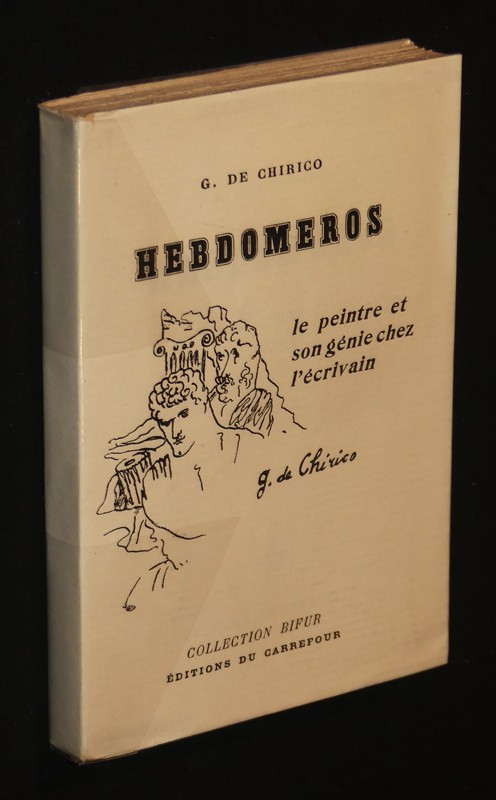 G. DE CHIRICO
HEBDOMEROS
le peintre et
son génie chez
l'écrivain
g. de Chirico
COLLECTION BIFUR
ÉDITIONS DU CARREFOUR